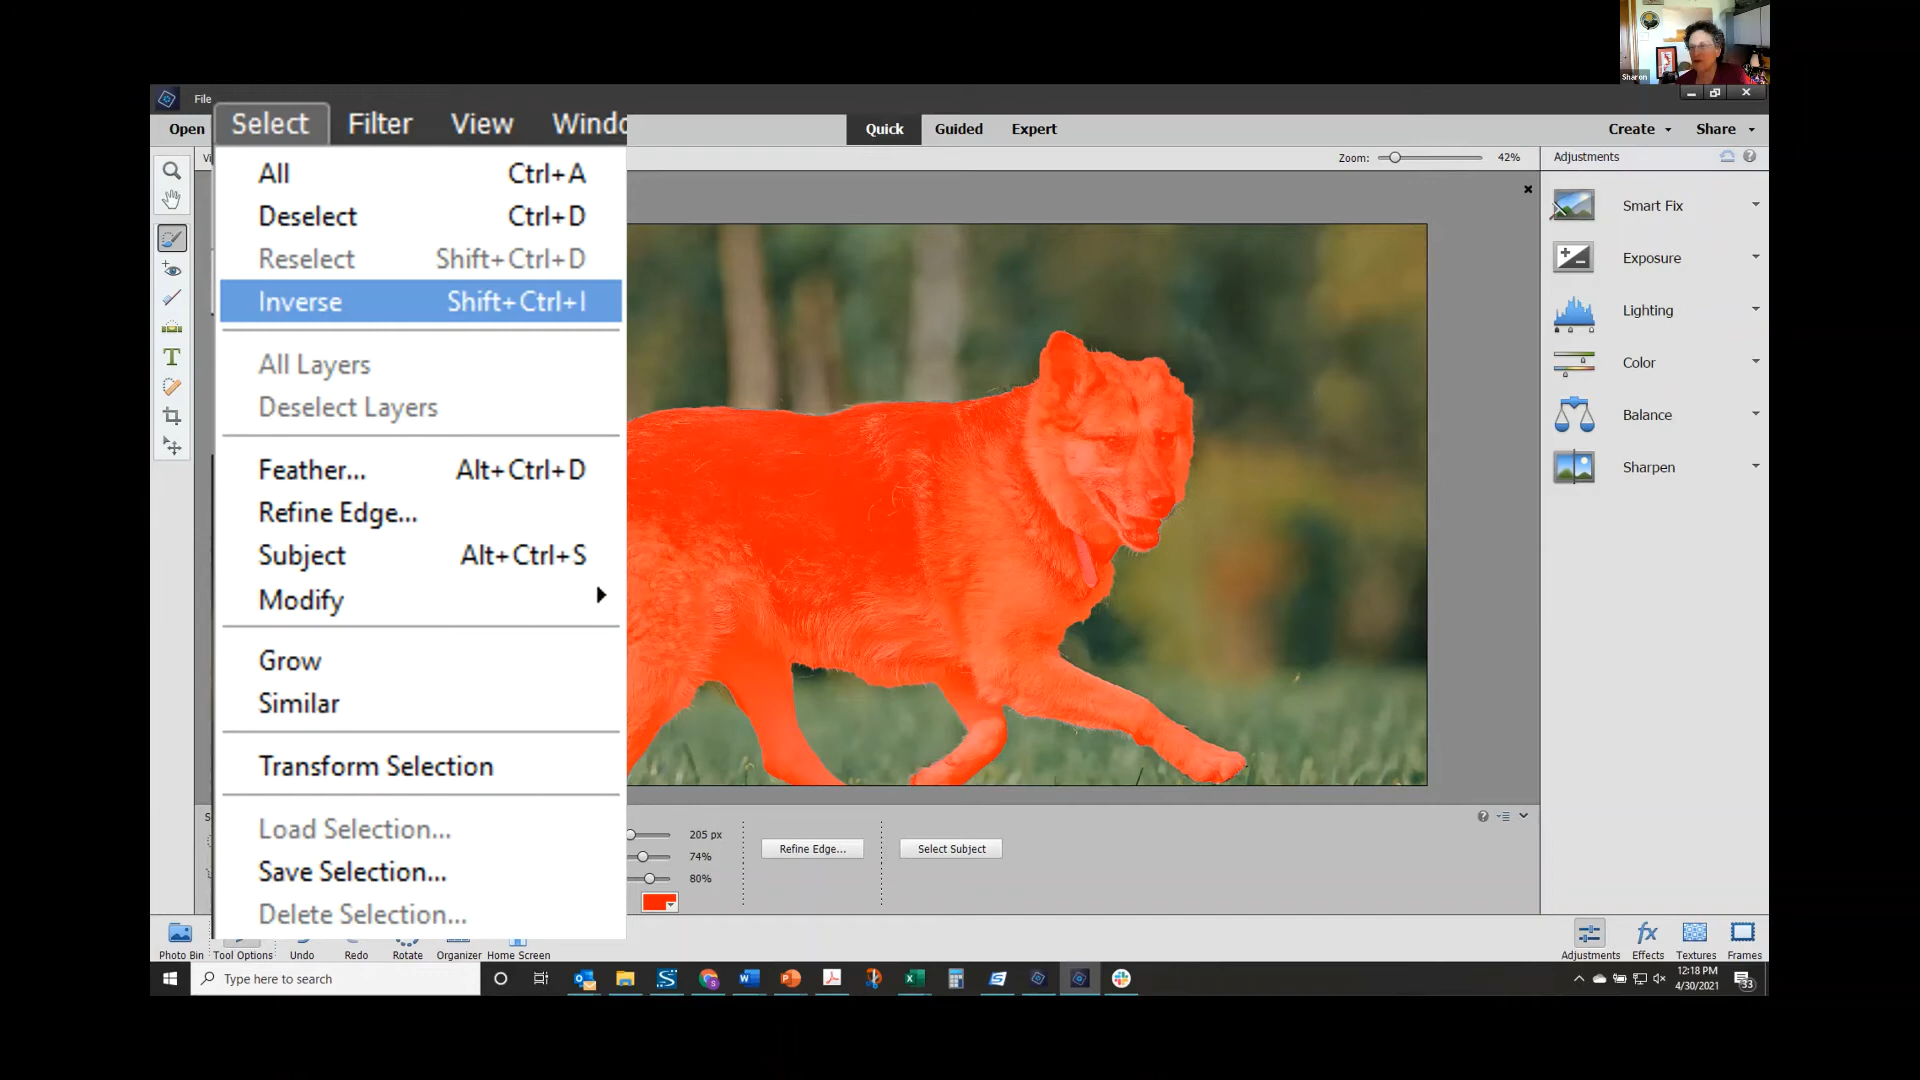 Sharon
File
Select Filter View Windo
Open
Quick Guided Expert
Create Share
Zoom: 42%
Adjustments
All Ctrl+A
Deselect Ctrl+D
Reselect Shift+Ctrl+D
Inverse Shift+Ctrl+I
All Layers
Deselect Layers
Feather... Alt+Ctrl+D
Refine Edge...
Subject Alt+Ctrl+S
Modify
Grow
Similar
Transform Selection
Load Selection...
Save Selection...
Delete Selection...
Smart Fix
Exposure
Lighting
Color
Balance
Sharpen
205 px
74%
80%
Refine Edge...
Select Subject
Photo Bin Tool Options Undo Redo Rotate Organizer Home Screen
fx
Adjustments Effects Textures Frames
Type here to search
12:18 PM
4/30/2021
33